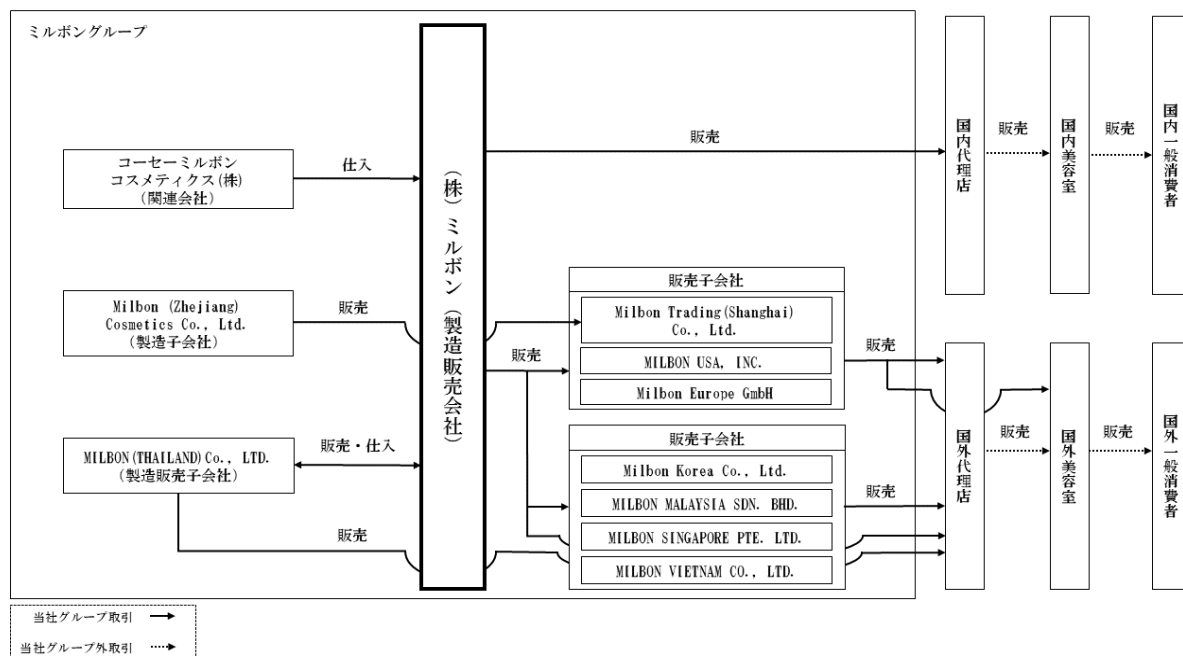 ミルボングループ
コーセーミルボン
コスメティクス(株)
(関連会社)
仕入
Milbon (Zhejiang)
Cosmetics Co., Ltd.
(製造子会社)
販売
MILBON(THAILAND)Co., LTD.
(製造販売子会社)
販売・仕入
販売
(株)ミルボン(製造販売会社)
販売
販売
販売子会社
Milbon Trading(Shanghai)
Co., Ltd.
MILBON USA, INC.
Milbon Europe GmbH
販売
販売子会社
Milbon Korea Co., Ltd.
MILBON MALAYSIA SDN. BHD.
MILBON SINGAPORE PTE. LTD.
MILBON VIETNAM CO., LTD.
販売
国内代理店
販売
国内美容室
販売
国内一般消費者
国外代理店
販売
国外美容室
販売
国外一般消費者
当社グループ取引
当社グループ外取引